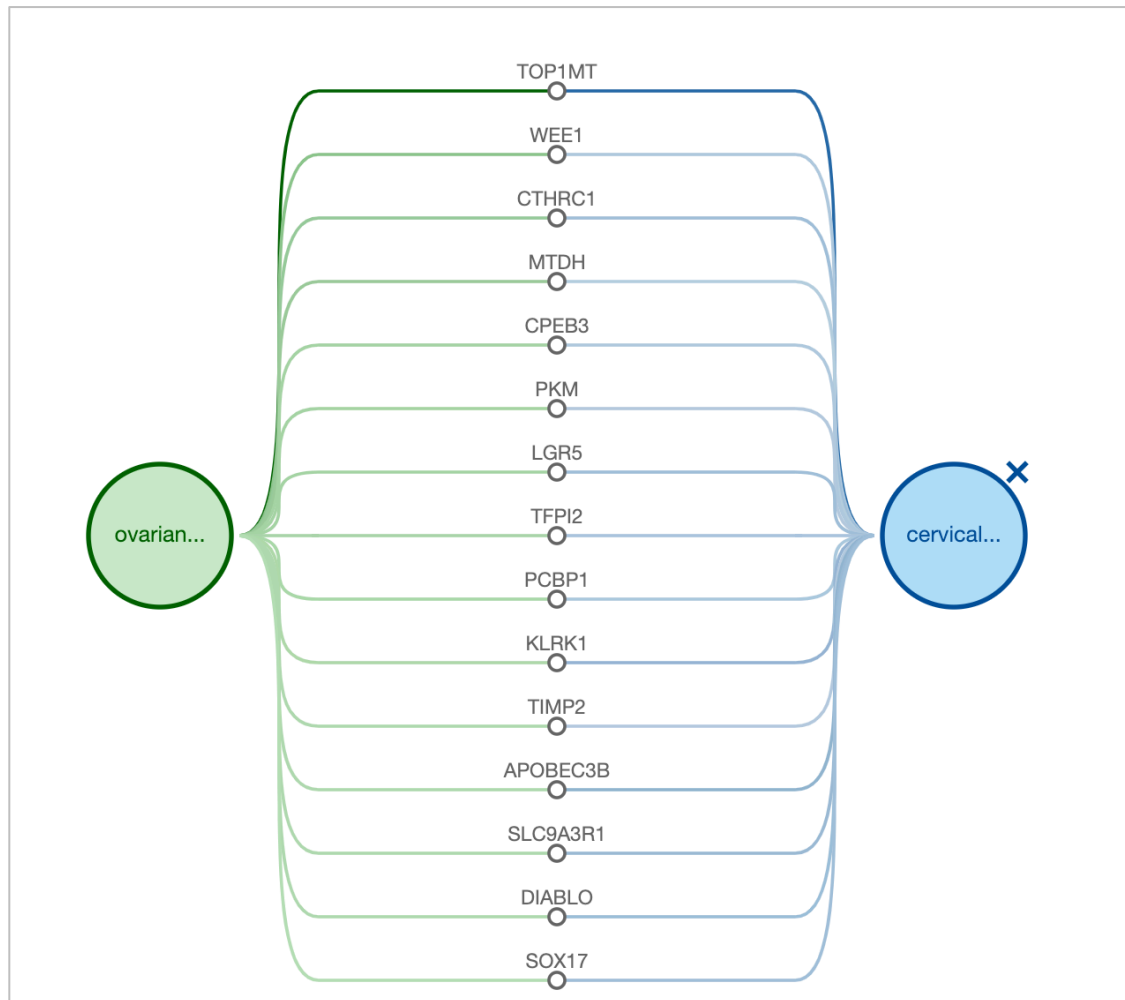 TOP1MT
WEE1
CTHRC1
MTDH
CPEB3
PKM
LGR5
ovarian...
TFPI2
cervical...
PCBP1
KLRK1
TIMP2
APOBEC3B
SLC9A3R1
DIABLO
SOX17